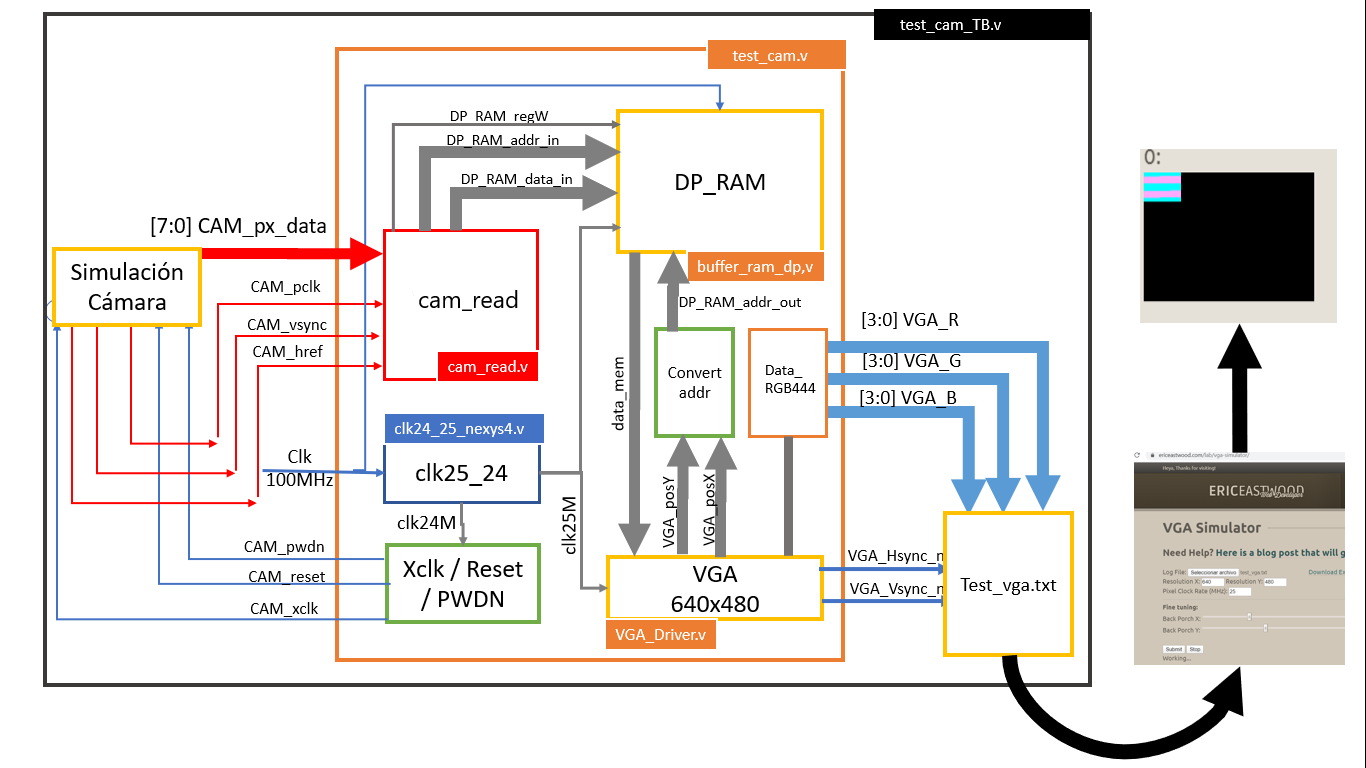 test_cam_TB.v
test_cam.v
DP_RAM_regW
DP_RAM_addr_in
DP_RAM_data_in
DP_RAM
buffer_ram_dp,v
[7:0] CAM_px_data
Simulación
Cámara
CAM_pclk
CAM_vsync
CAM_href
cam_read
cam_read.v
DP_RAM_addr_out
data_mem
Convert
addr
Data_
RGB444
[3:0] VGA_R
[3:0] VGA_G
[3:0] VGA_B
clk24_25_nexys4.v
Clk
100MHz
clk25_24
clk24M
clk25M
VGA_posY
VGA_posX
CAM_pwdn
CAM_reset
CAM_xclk
Xclk / Reset
/ PWDN
VGA
640x480
VGA_Driver.v
VGA_Hsync_n
VGA_Vsync_n
Test_vga.txt
0:
ericeastwood.com/lab/vga-simulator/
Heya, Thanks for visiting!
ERICEASTWOOD
Web Developer
VGA Simulator
Need Help? Here is a blog post that will g
Log File: Seleccionar archivo test_vga.txt Download Ex
Resolution X: 640 Resolution Y: 480
Pixel Clock Rate (MHz): 25
Fine tuning:
Back Porch X:
Back Porch Y:
Submit Stop
Working...